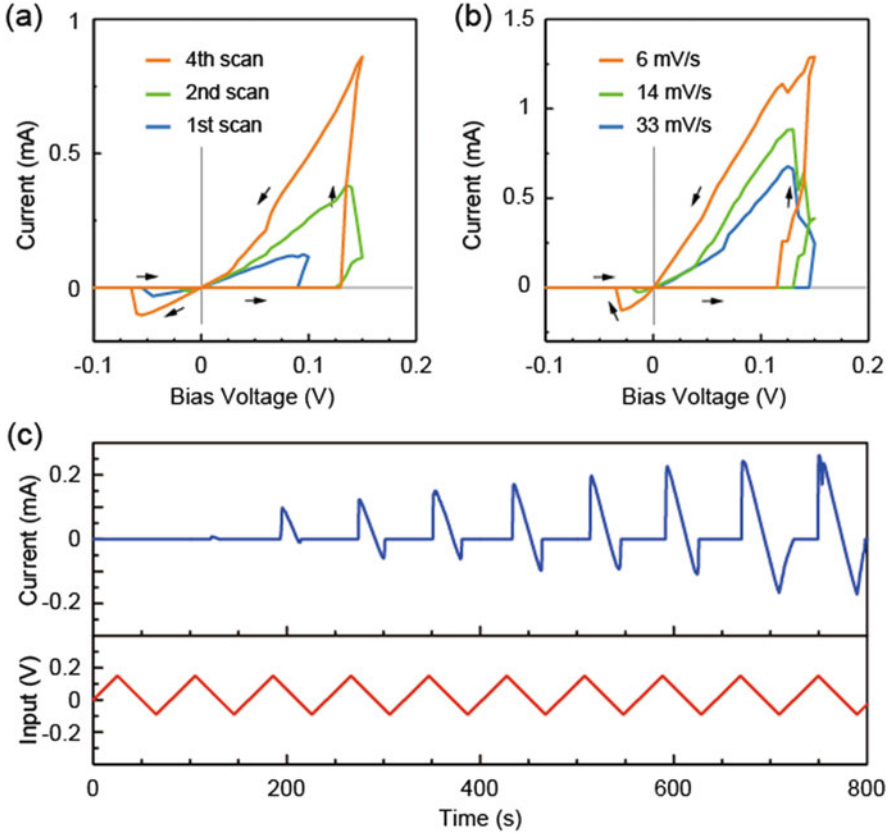 (a)
1
4th scan
2nd scan
1st scan
0.5
0
Current (mA)
-0.1
0
0.1
0.2
Bias Voltage (V)
(b)
1.5
6 mV/s
14 mV/s
33 mV/s
1
0.5
0
Current (mA)
-0.1
0
0.1
0.2
Bias Voltage (V)
(c)
0.2
0
-0.2
Current (mA)
0.2
0
-0.2
Input (V)
0
200
400
600
800
Time (s)